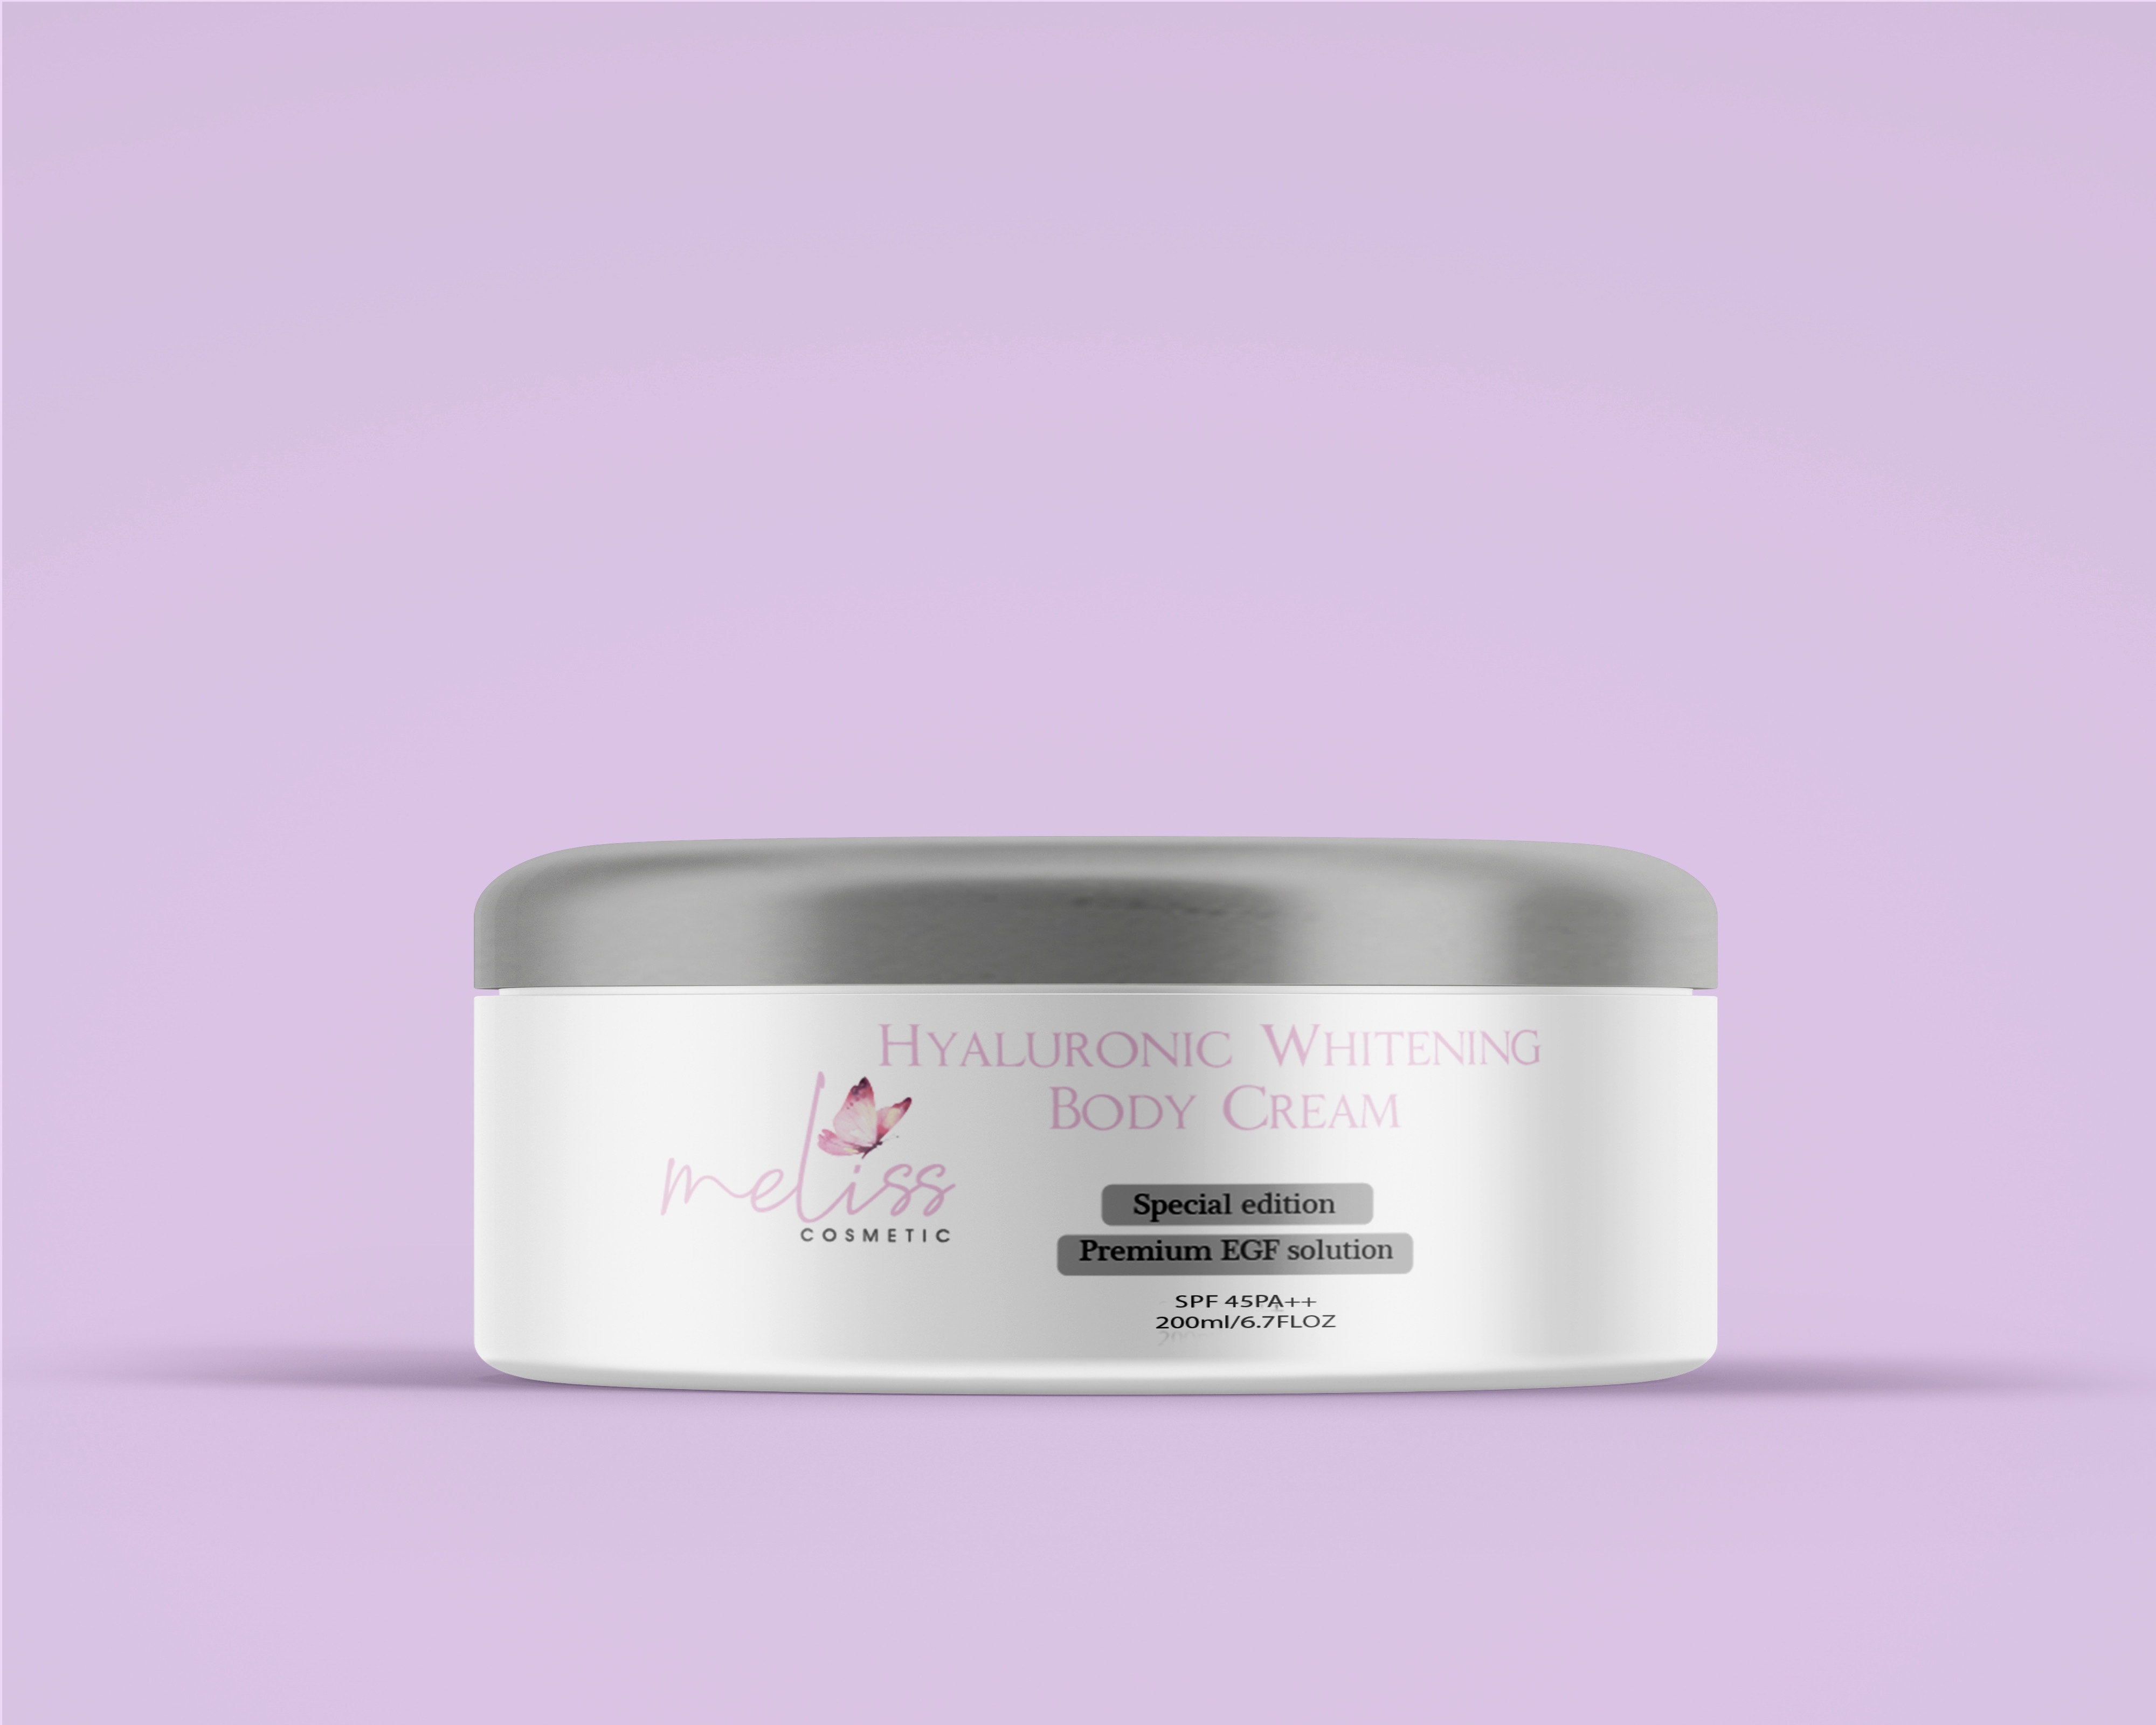 Hyaluronic Whitening
Body Cream
meliss
COSMETIC
Special edition
Premium EGF solution
SPF 45PA++
200ml/6.7FLOZ